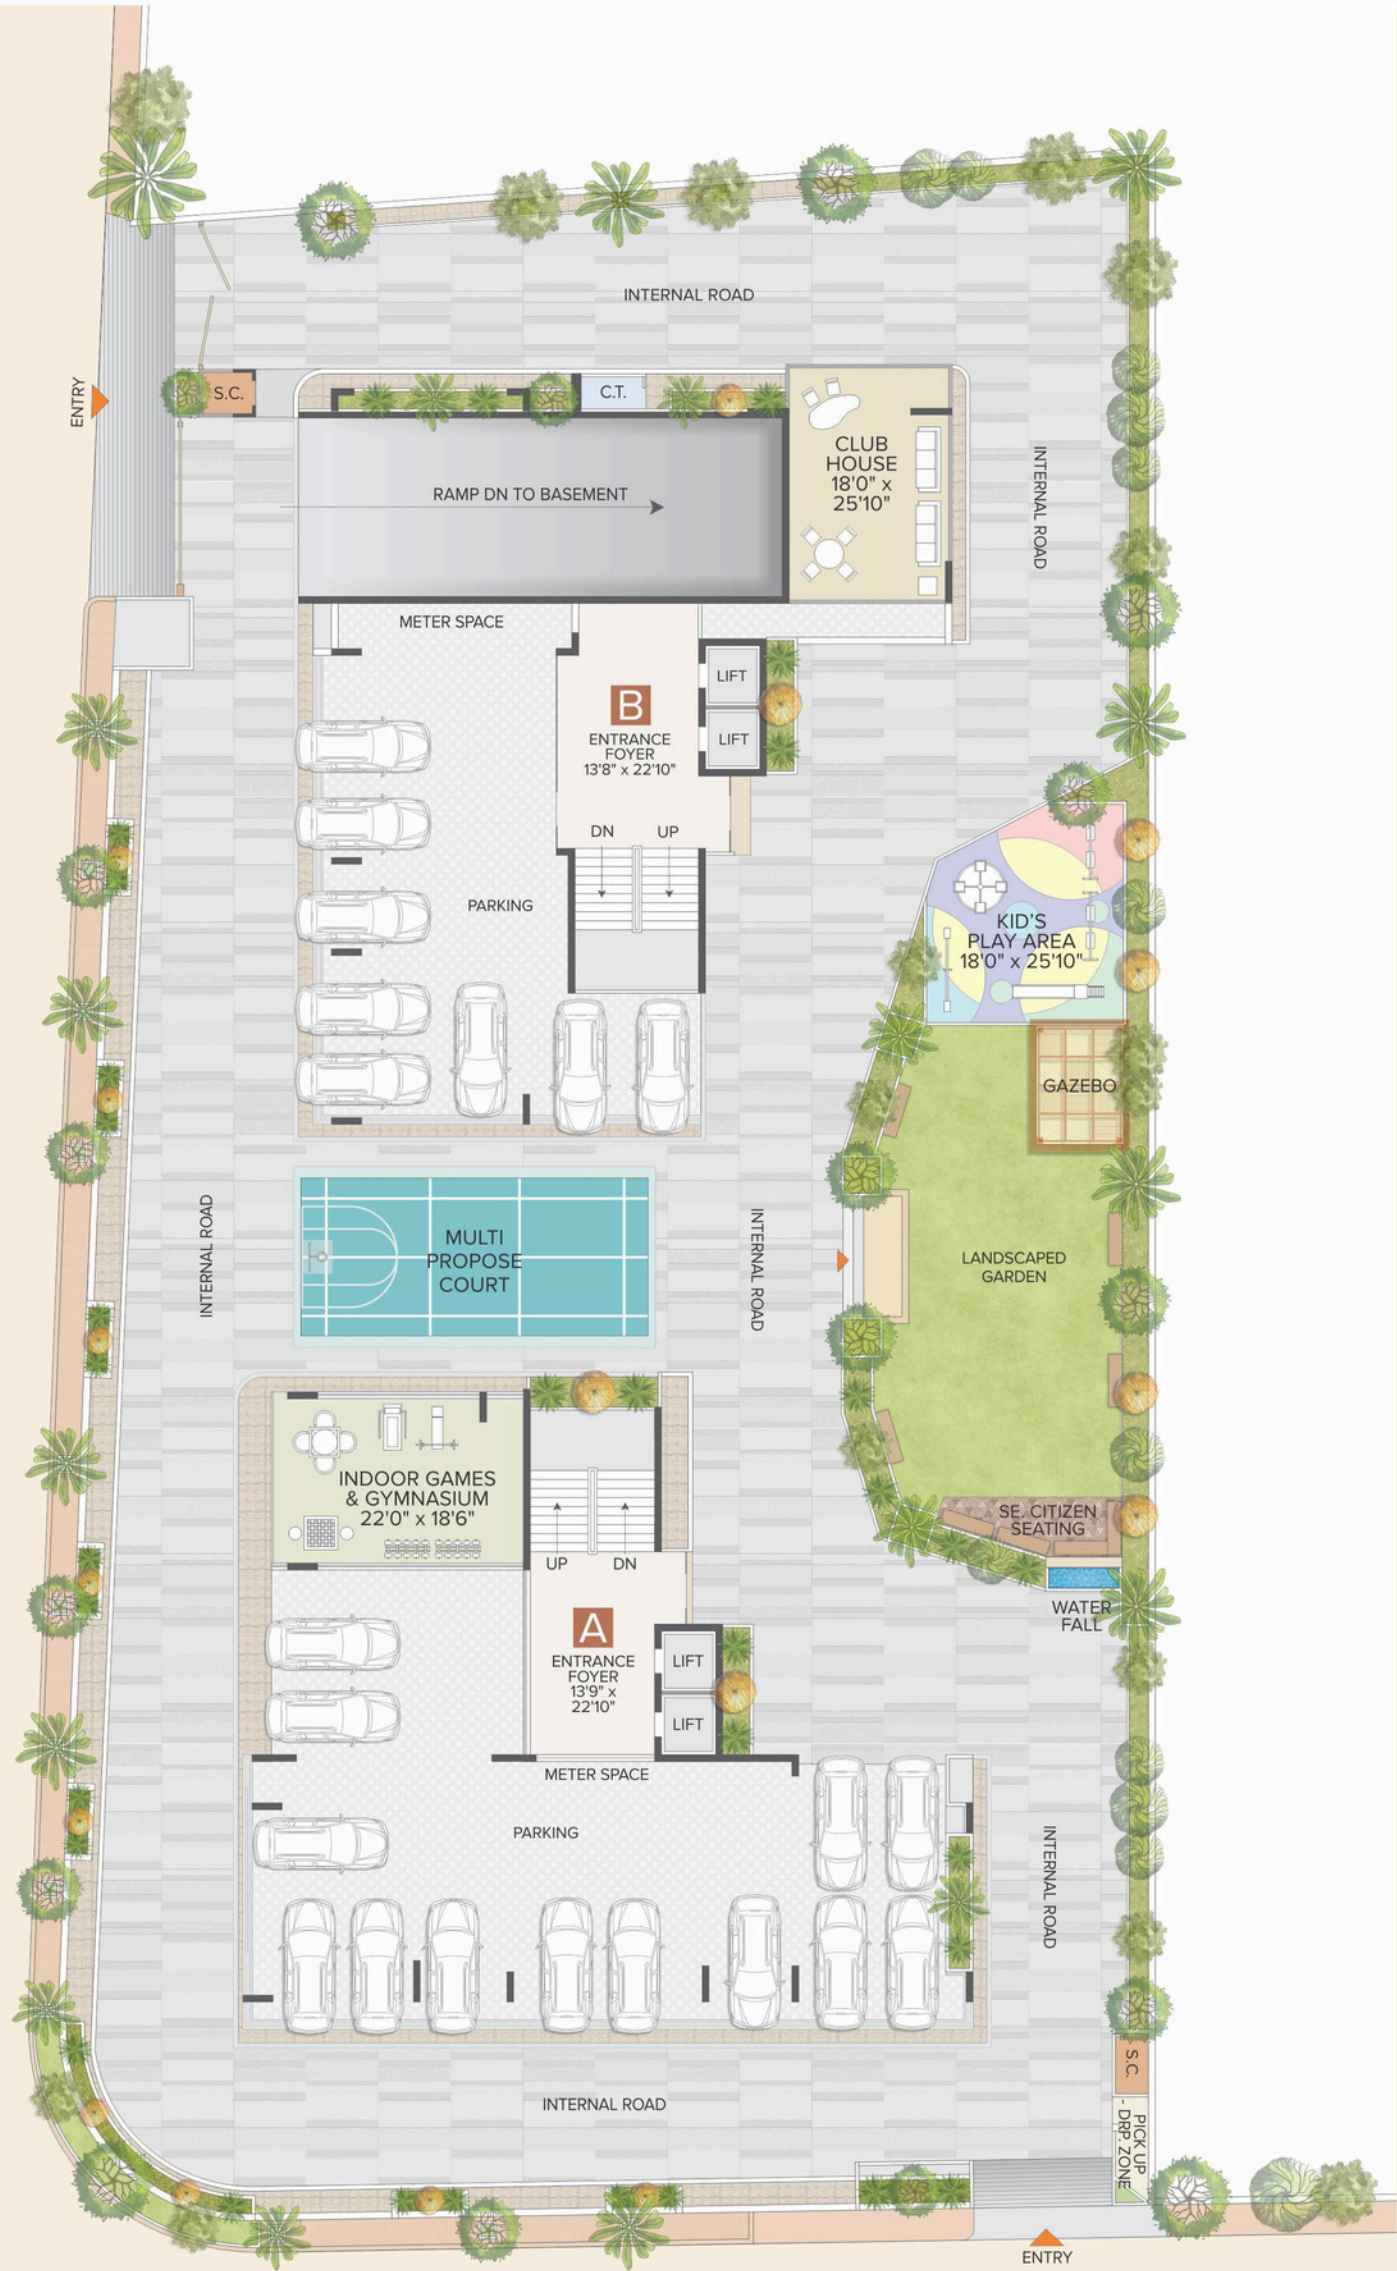 INTERNAL ROAD
ENTRY
S.C.
C.T.
CLUB
HOUSE
18'0" x
25'10"
INTERNAL ROAD
RAMP DN TO BASEMENT
METER SPACE
LIFT
B
ENTRANCE
FOYER
13'8" x 22'10"
LIFT
DN
UP
PARKING
KID'S
PLAY AREA
18'0" x 25'10"
GAZEBO
INTERNAL ROAD
MULTI
PROPOSE
COURT
INTERNAL ROAD
LANDSCAPED
GARDEN
INDOOR GAMES
& GYMNASIUM
22'0" x 18'6"
SE. CITIZEN
SEATING
UP
DN
WATER
FALL
A
ENTRANCE
FOYER
13'9" x
22'10"
LIFT
LIFT
METER SPACE
PARKING
INTERNAL ROAD
S.C.
INTERNAL ROAD
PICK UP
- DRP. ZONE
ENTRY